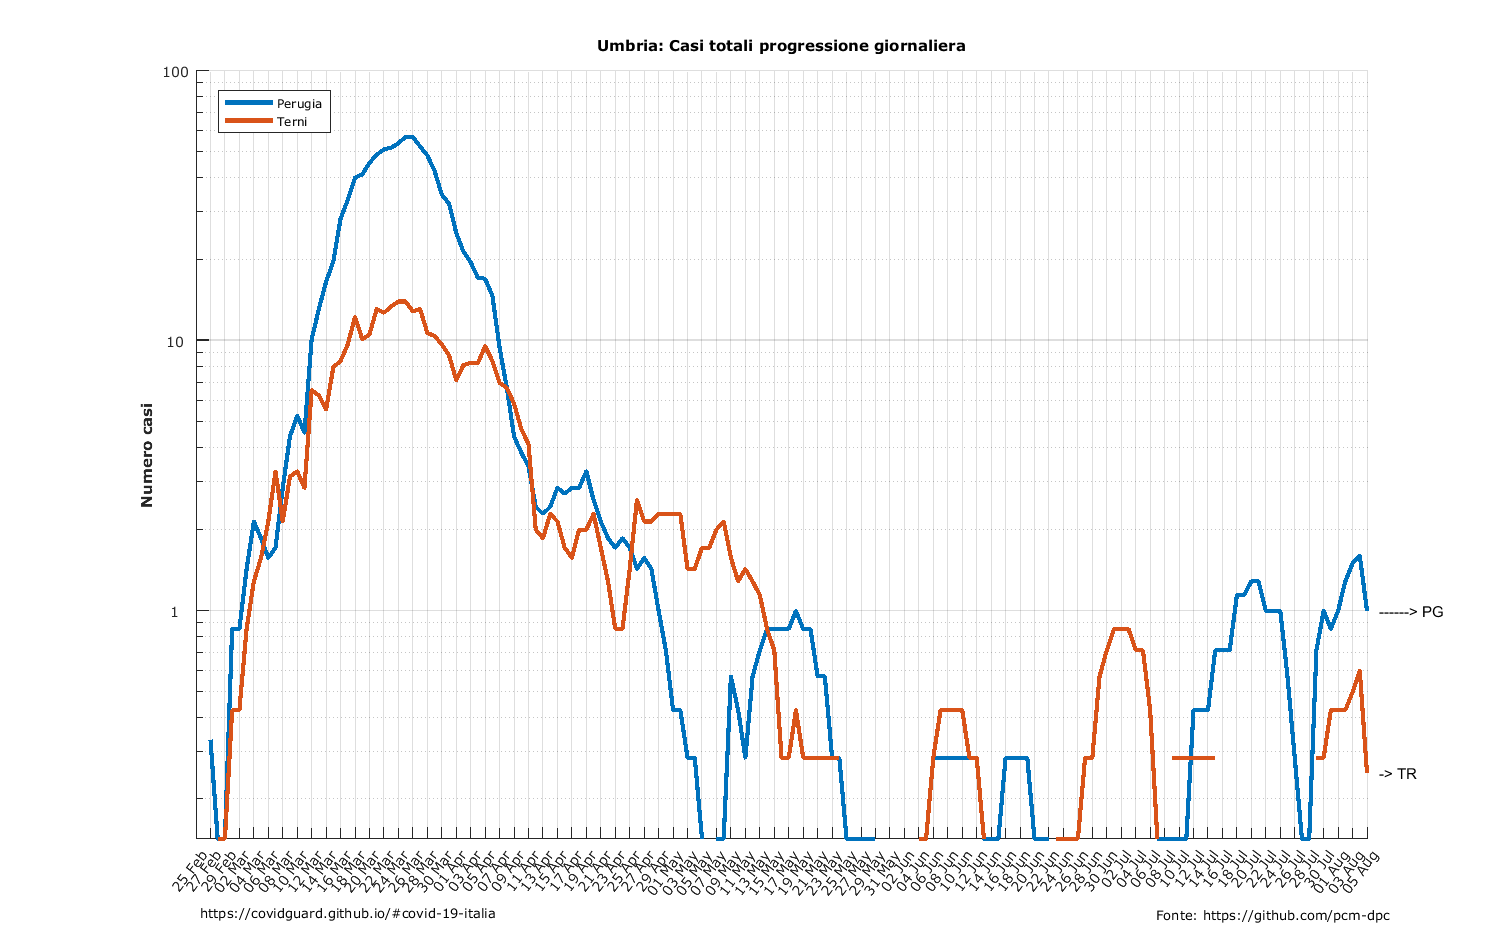 Umbria: Casi totali progressione giornaliera
100
Perugia
Terni
10
Numero casi
1
------> PG
-> TR
25 Feb
27 Feb
29 Feb
02 Mar
04 Mar
06 Mar
08 Mar
10 Mar
12 Mar
14 Mar
16 Mar
18 Mar
20 Mar
22 Mar
24 Mar
26 Mar
28 Mar
30 Mar
01 Apr
03 Apr
05 Apr
07 Apr
09 Apr
11 Apr
13 Apr
15 Apr
17 Apr
19 Apr
21 Apr
23 Apr
25 Apr
27 Apr
29 Apr
01 May
03 May
05 May
07 May
09 May
11 May
13 May
15 May
17 May
19 May
21 May
23 May
25 May
27 May
29 May
31 May
02 Jun
04 Jun
06 Jun
08 Jun
10 Jun
12 Jun
14 Jun
16 Jun
18 Jun
20 Jun
22 Jun
24 Jun
26 Jun
28 Jun
30 Jun
02 Jul
04 Jul
06 Jul
08 Jul
10 Jul
12 Jul
14 Jul
16 Jul
18 Jul
20 Jul
22 Jul
24 Jul
26 Jul
28 Jul
30 Jul
01 Aug
03 Aug
05 Aug
https://covidguard.github.io/#covid-19-italia
Fonte: https://github.com/pcm-dpc